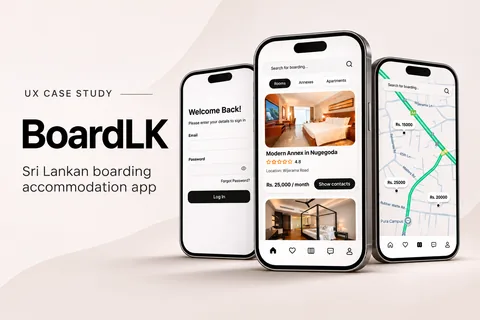 UX CASE STUDY
BoardLK
Sri Lankan boarding
accommodation app
Welcome Back!
Please enter your details to sign in
Email
Password
Forgot Password?
Log in
Search for boarding...
Rooms
Annexes
Apartments
Modern Annex in Nugegoda
4.8
Location: Wijerama Road
Rs. 25,000 / month
Show contacts
Search for boarding...
Rs. 15000
Rs. 25000
Rs. 20000